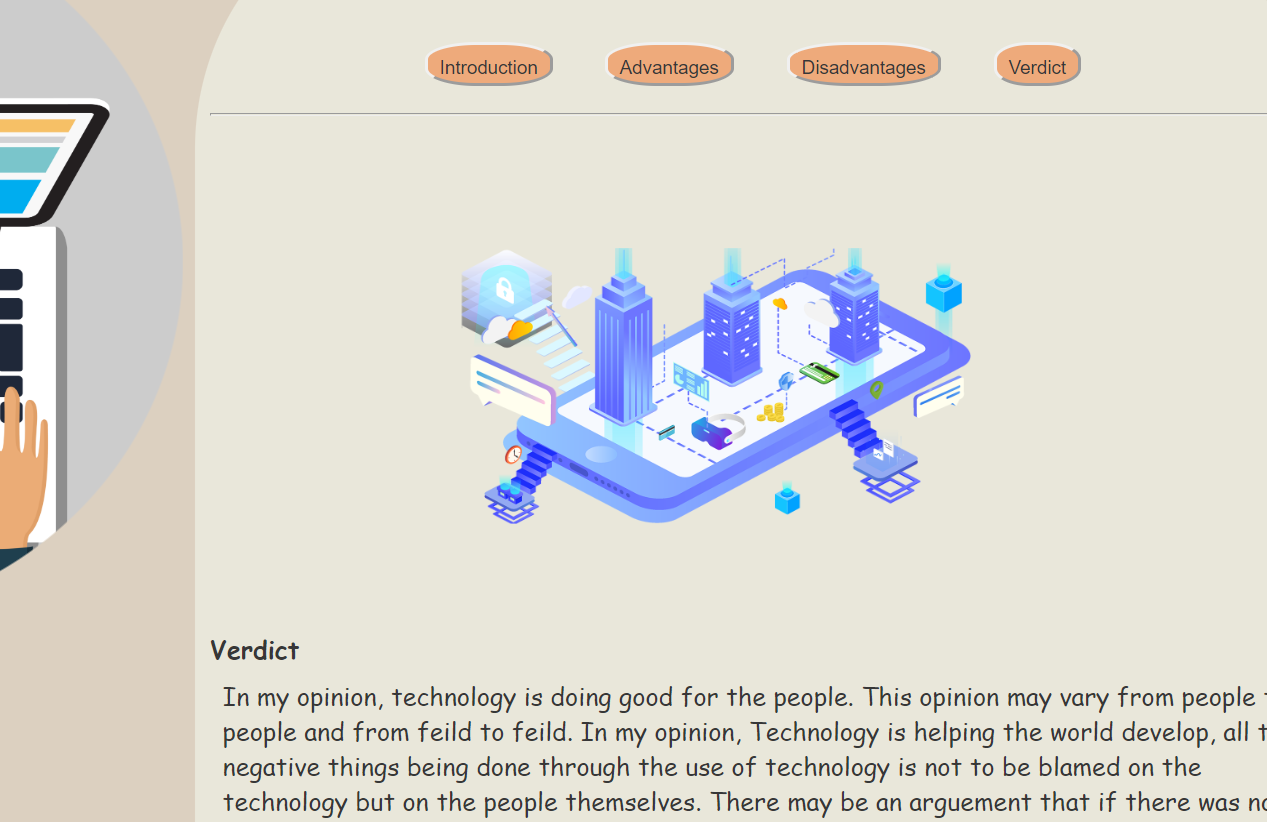 Introduction Advantages Disadvantages Verdict
Verdict
In my opinion, technology is doing good for the people. This opinion may vary from people
people and from feild to feild. In my opinion, Technology is helping the world develop, all
negative things being done through the use of technology is not to be blamed on the
technology but on the people themselves. There may be an arguement that if there was